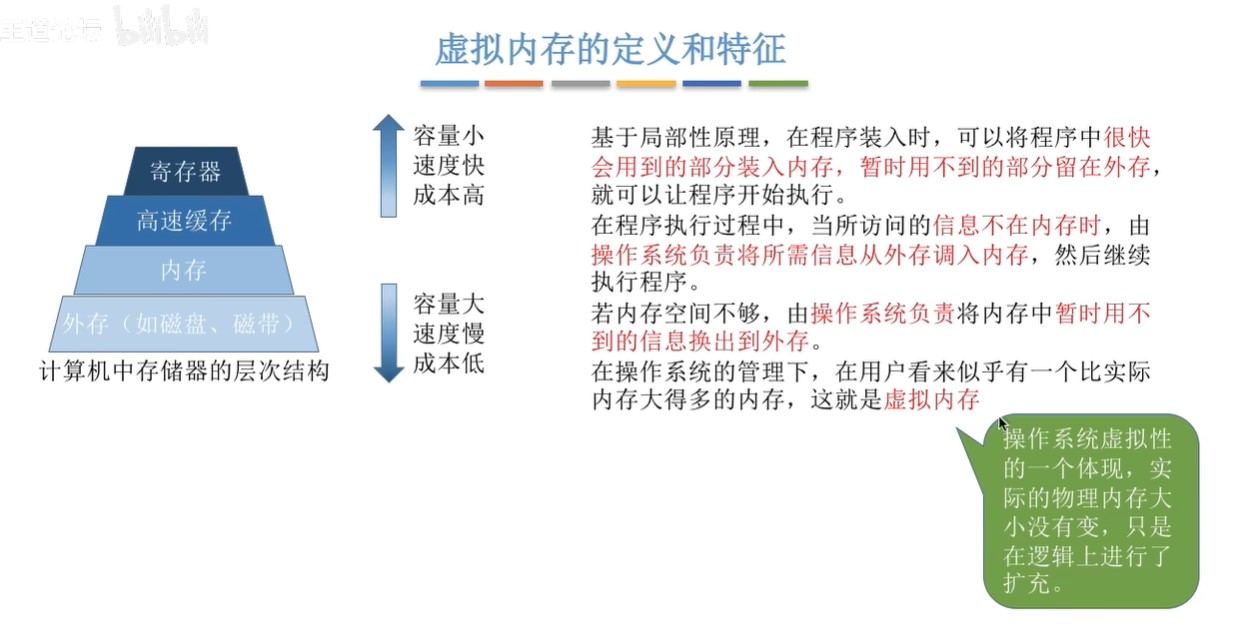 bilibili
虚拟内存的定义和特征
寄存器
高速缓存
内存
外存（如磁盘、磁带）
计算机中存储器的层次结构
容量小
速度快
成本高
容量大
速度慢
成本低
基于局部性原理，在程序装入时，可以将程序中很快
会用到的部分装入内存，暂时用不到的部分留在外存，
就可以让程序开始执行。
在程序执行过程中，当所访问的信息不在内存时，由
操作系统负责将所需信息从外存调入内存，然后继续
执行程序。
若内存空间不够，由操作系统负责将内存中暂时用不
到的信息换出到外存。
在操作系统的管理下，在用户看来似乎有一个比实际
内存大得多的内存，这就是虚拟内存
操作系统虚拟性
的一个体现，实
际的物理内存大
小没有变，只是
在逻辑上进行了
扩充。